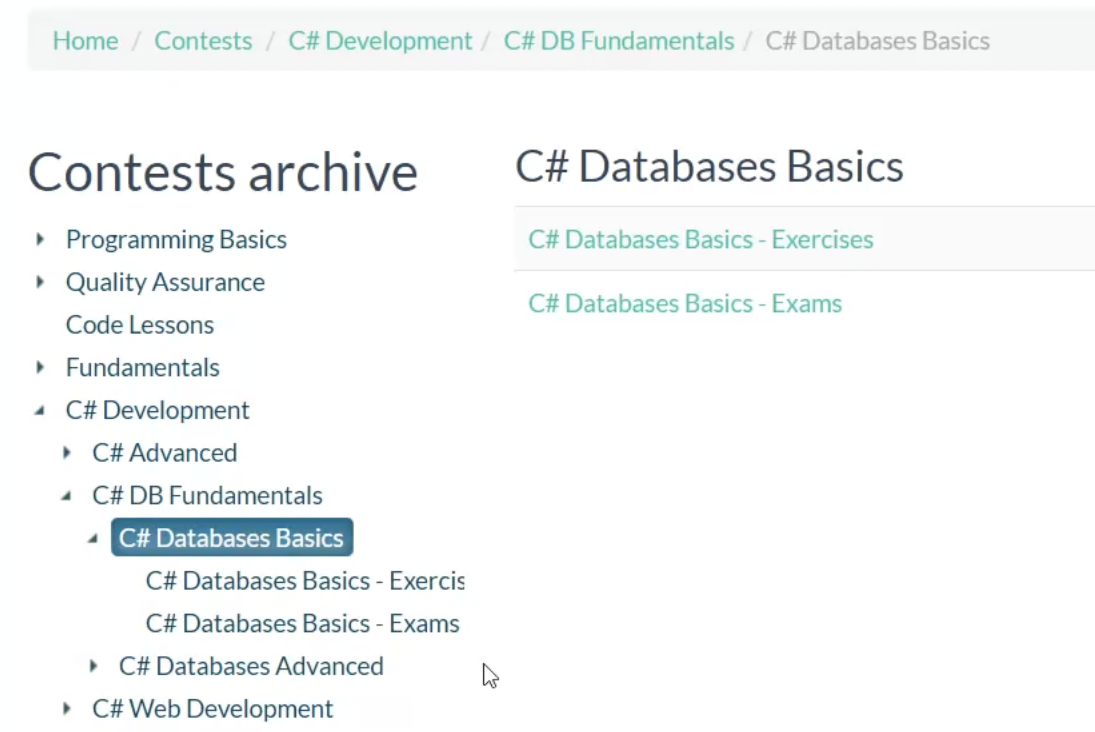 Home / Contests / C# Development / C# DB Fundamentals / C# Databases Basics
Contests archive
Programming Basics
Quality Assurance
Code Lessons
Fundamentals
C# Development
C# Advanced
C# DB Fundamentals
C# Databases Basics
C# Databases Basics - Exercis
C# Databases Basics - Exams
C# Databases Advanced
C# Web Development
C# Databases Basics
C# Databases Basics - Exercises
C# Databases Basics - Exams